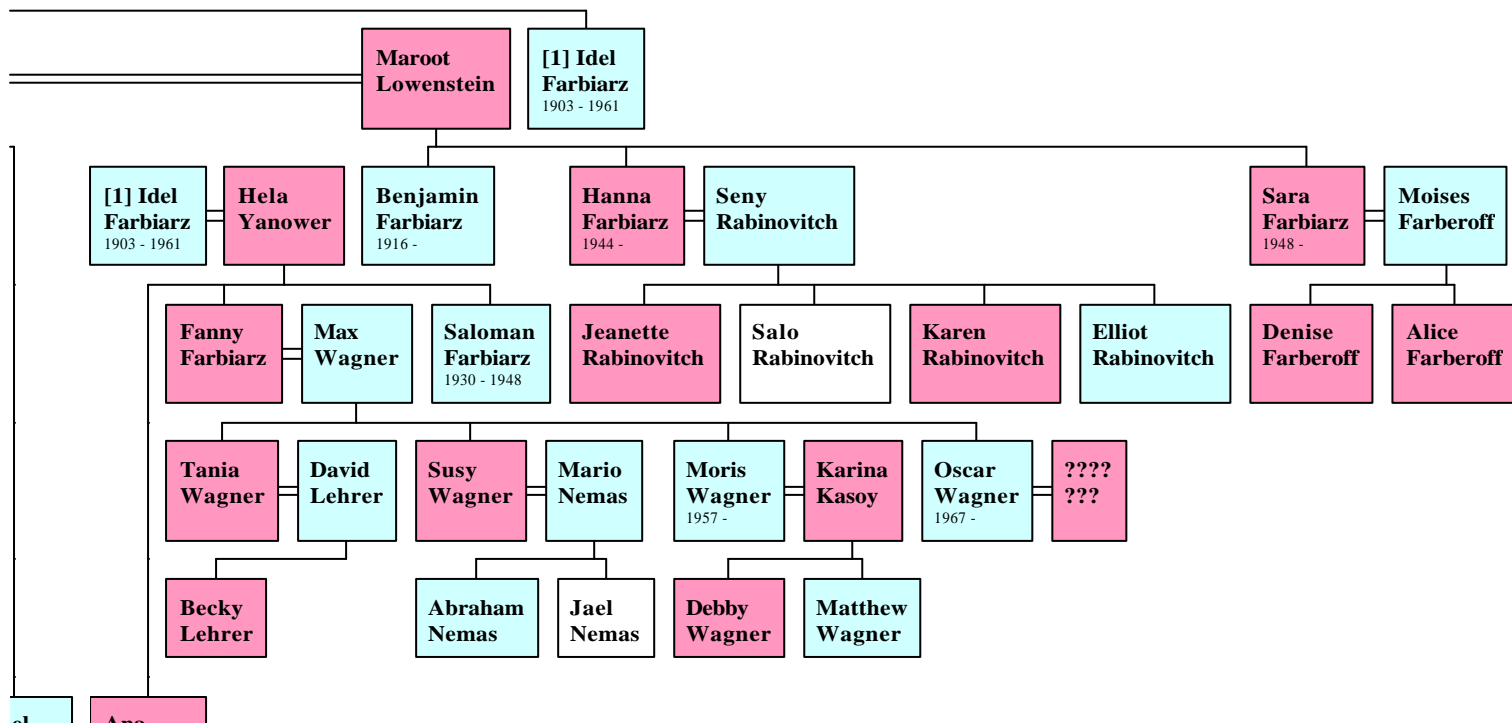 Maroot
Lowenstein
[1] Idel
Farbiarz
1903 - 1961
[1] Idel
Farbiarz
1903 - 1961
Hela
Yanower
Benjamin
Farbiarz
1916 -
Hanna
Farbiarz
1944 -
Seny
Rabinovitch
Sara
Farbiarz
1948 -
Moises
Farberoff
Fanny
Farbiarz
Max
Wagner
Saloman
Farbiarz
1930 - 1948
Jeanette
Rabinovitch
Salo
Rabinovitch
Karen
Rabinovitch
Elliot
Rabinovitch
Denise
Farberoff
Alice
Farberoff
Tania
Wagner
David
Lehrer
Susy
Wagner
Mario
Nemas
Moris
Wagner
1957 -
Karina
Kasoy
Oscar
Wagner
1967 -
????
???
Becky
Lehrer
Abraham
Nemas
Jael
Nemas
Debby
Wagner
Matthew
Wagner